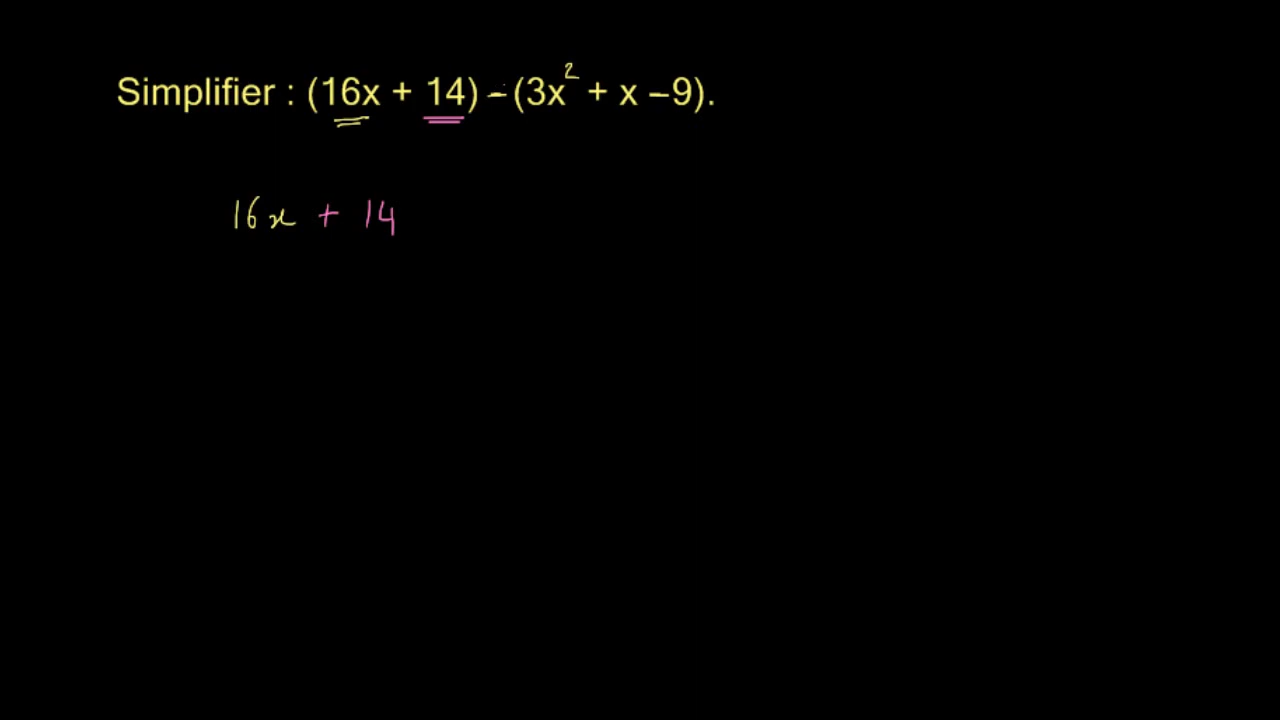 Simplifier : (16x + 14) – (3x² + x –9).
16x + 14